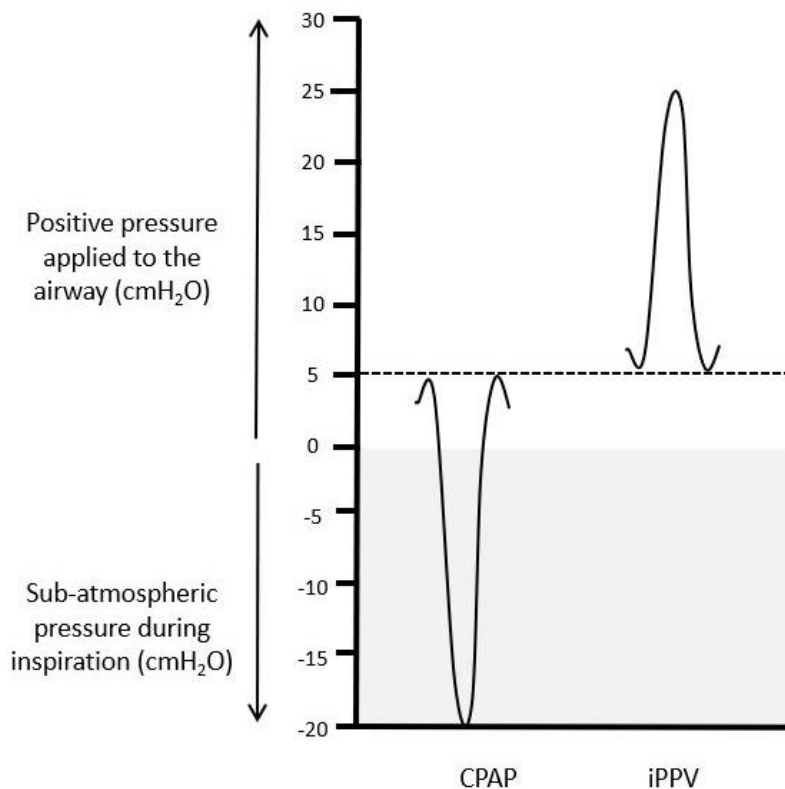 30
25
20
Positive pressure
applied to the
airway (cmH₂O)
15
10
5
0
-5
-10
Sub-atmospheric
pressure during
inspiration (cmH₂O)
-15
-20
CPAP iPPV